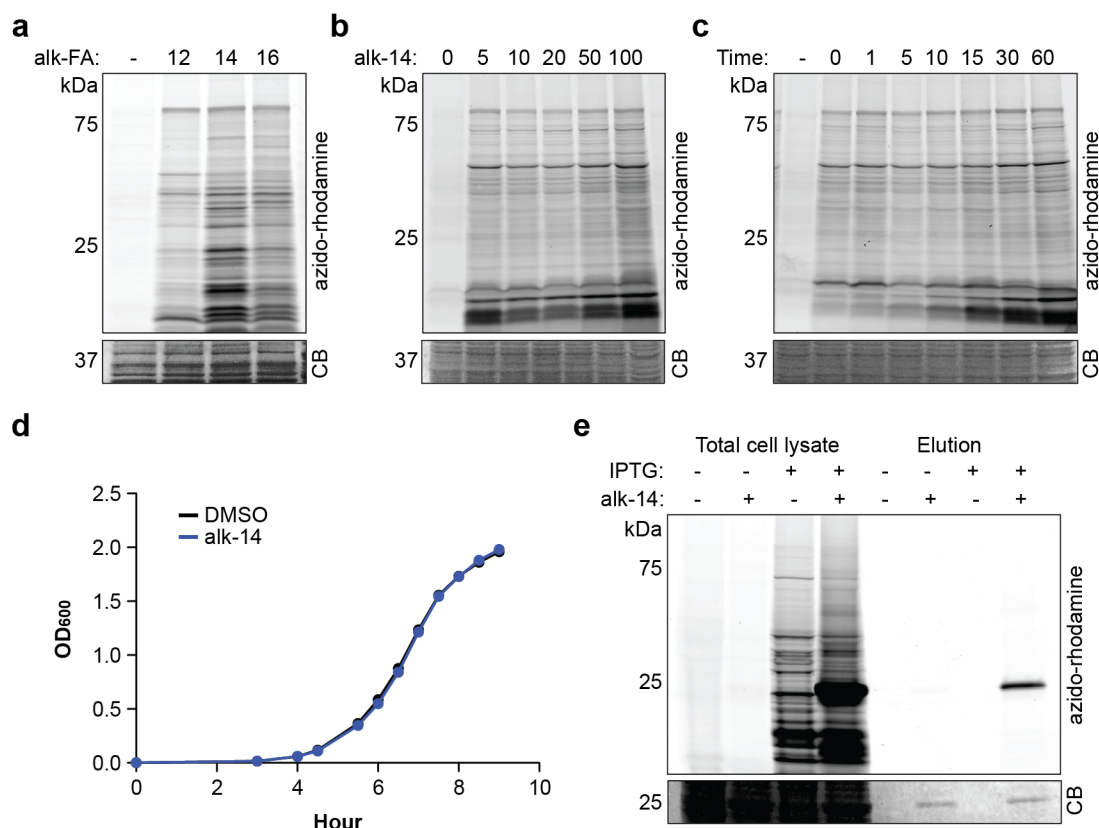 a
alk-FA: - 12 14 16
kDa
75
25
azido-rhodamine
37
CB
b
alk-14: 0 5 10 20 50 100
kDa
75
25
azido-rhodamine
37
CB
c
Time: - 0 1 5 10 15 30 60
kDa
75
25
azido-rhodamine
37
CB
d
2.5
2.0
1.5
1.0
0.5
0.0
OD600
DMSO
alk-14
0 2 4 6 8 10
Hour
e
Total cell lysate Elution
IPTG: - - + + - - + +
alk-14: - + - + - + - +
kDa
75
25
azido-rhodamine
25
CB